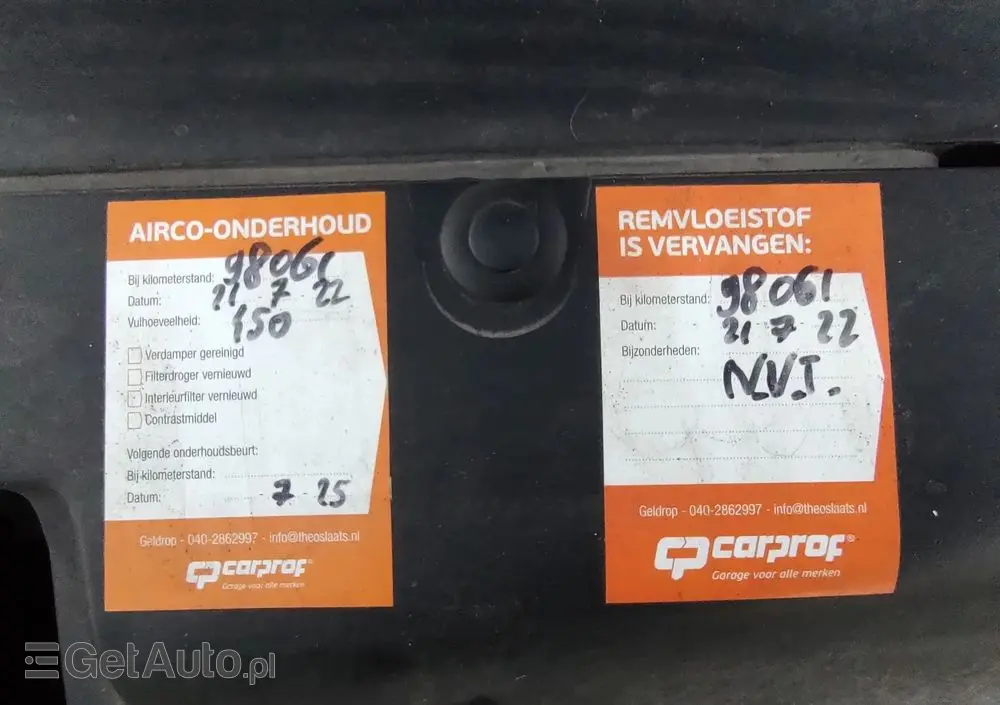 AIRCO-ONDERHOUD
Bij kilometerstand: 98061
Datum: 21 - 7 - 22
Vulhoeveelheid: 150
Verdamper gereinigd
Filterdroger vernieuwd
Interieurfilter vernieuwd
Contrastmiddel
Volgende onderhoudsbeurt:
Bij kilometerstand:
Datum: - 7 - 25
Geldrop - 040-2862997 - info@theoslaats.nl
carprof®
Garage voor alle merken
REMVLOEISTOF
IS VERVANGEN:
Bij kilometerstand: 98061
Datum: 21 7 22
Bijzonderheden:
N.V.T.
Geldrop - 040-2862997 - info@theoslaats.nl
carprof®
Garage voor alle merken
GetAuto.pl